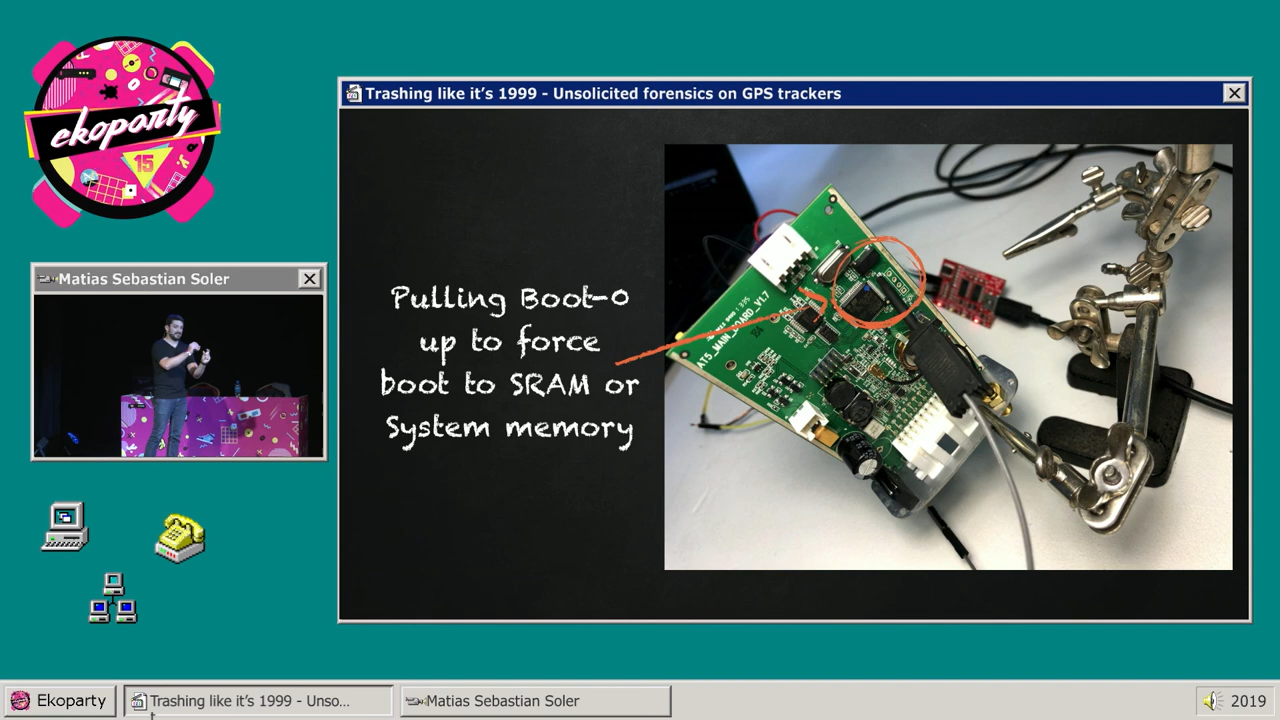 ekoparty
15
Trashing like it's 1999 - Unsolicited forensics on GPS trackers
Matias Sebastian Soler
Pulling Boot-0
up to force
boot to SRAM or
System memory
AT5_MAIN_BOARD_V1.7
Ekoparty
Trashing like it's 1999 - Unso...
Matias Sebastian Soler
2019